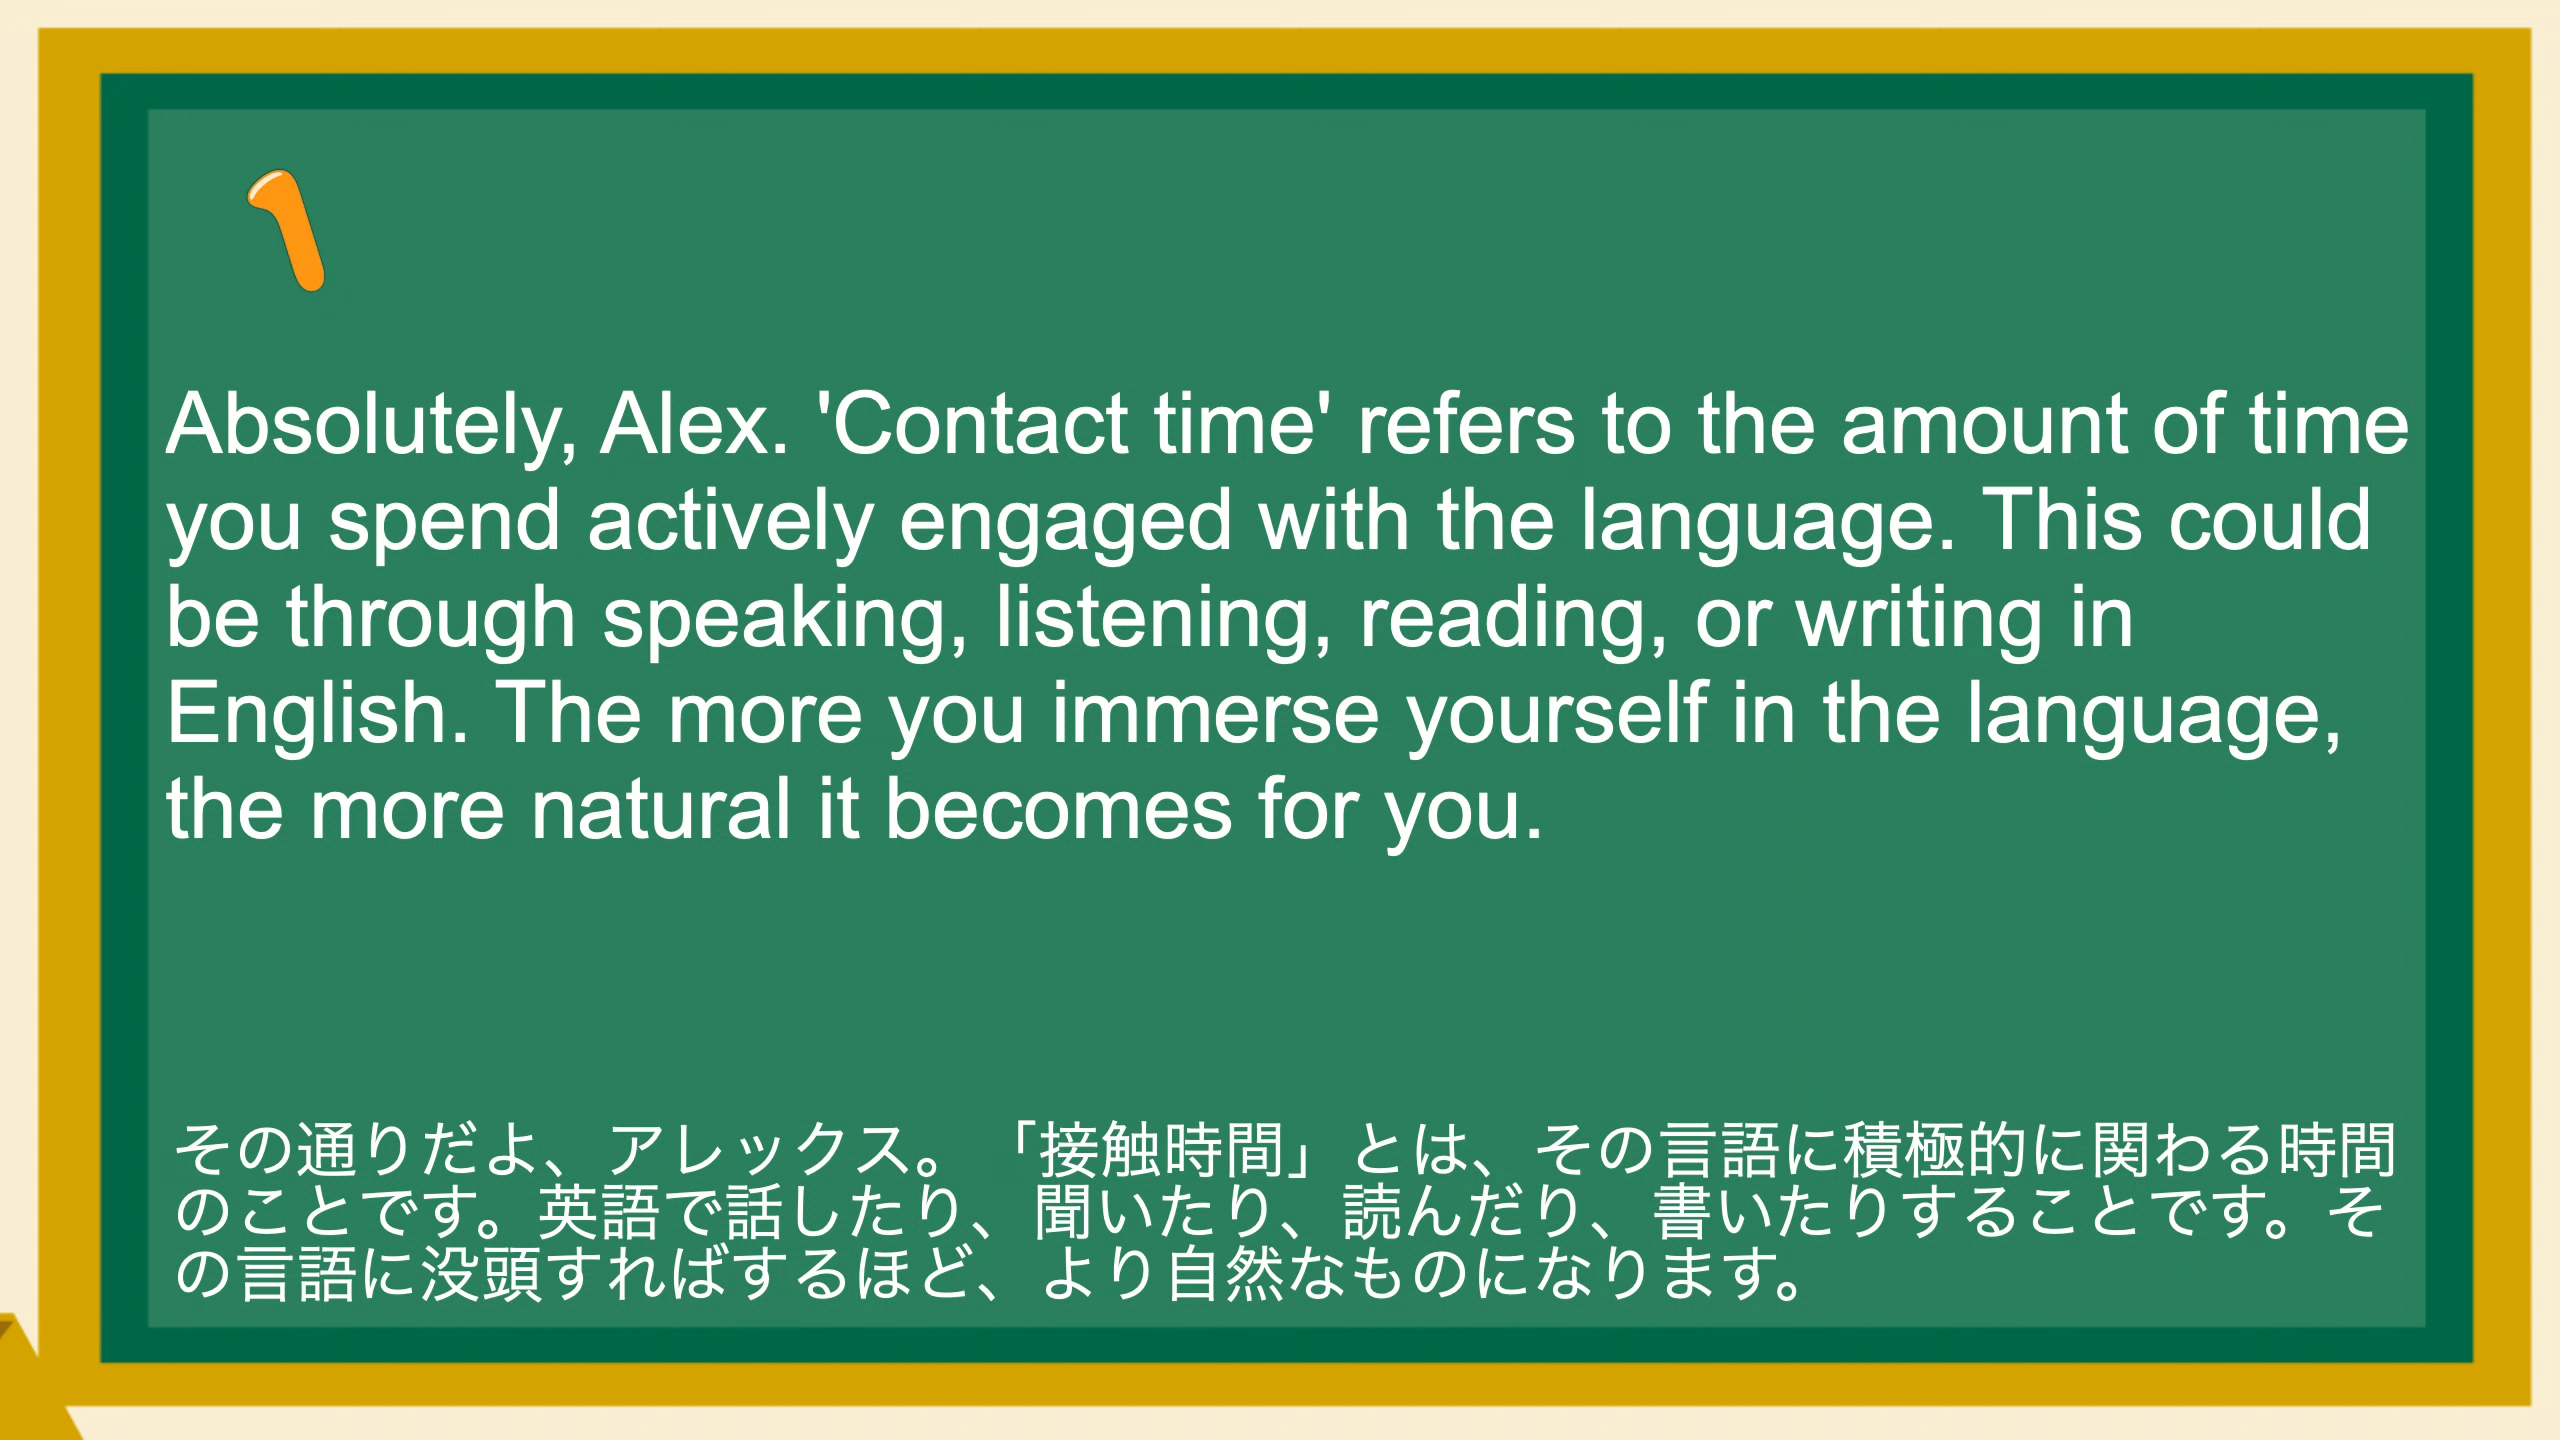 Absolutely, Alex. 'Contact time' refers to the amount of time
you spend actively engaged with the language. This could
be through speaking, listening, reading, or writing in
English. The more you immerse yourself in the language,
the more natural it becomes for you.
その通りだよ、アレックス。「接触時間」とは、その言語に積極的に関わる時間
のことです。英語で話したり、聞いたり、読んだり、書いたりすることです。そ
の言語に没頭すればするほど、より自然なものになります。